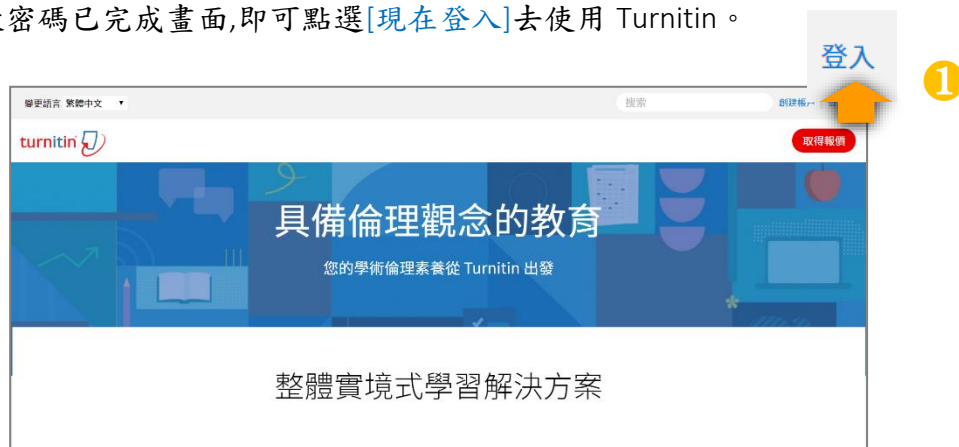 密碼已完成畫面,即可點選[現在登入]去使用 Turnitin。
登入
1
變更語言 繁體中文
搜索
創建帳戶
turnitin
取得報價
具備倫理觀念的教育
您的學術倫理素養從 Turnitin 出發
整體實境式學習解決方案